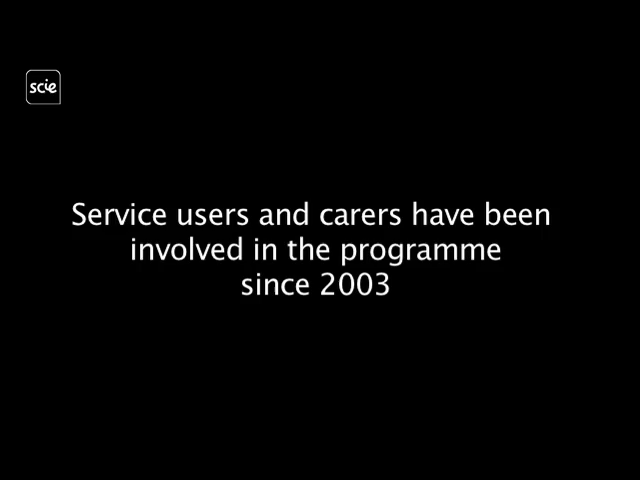 scie
Service users and carers have been
involved in the programme
since 2003